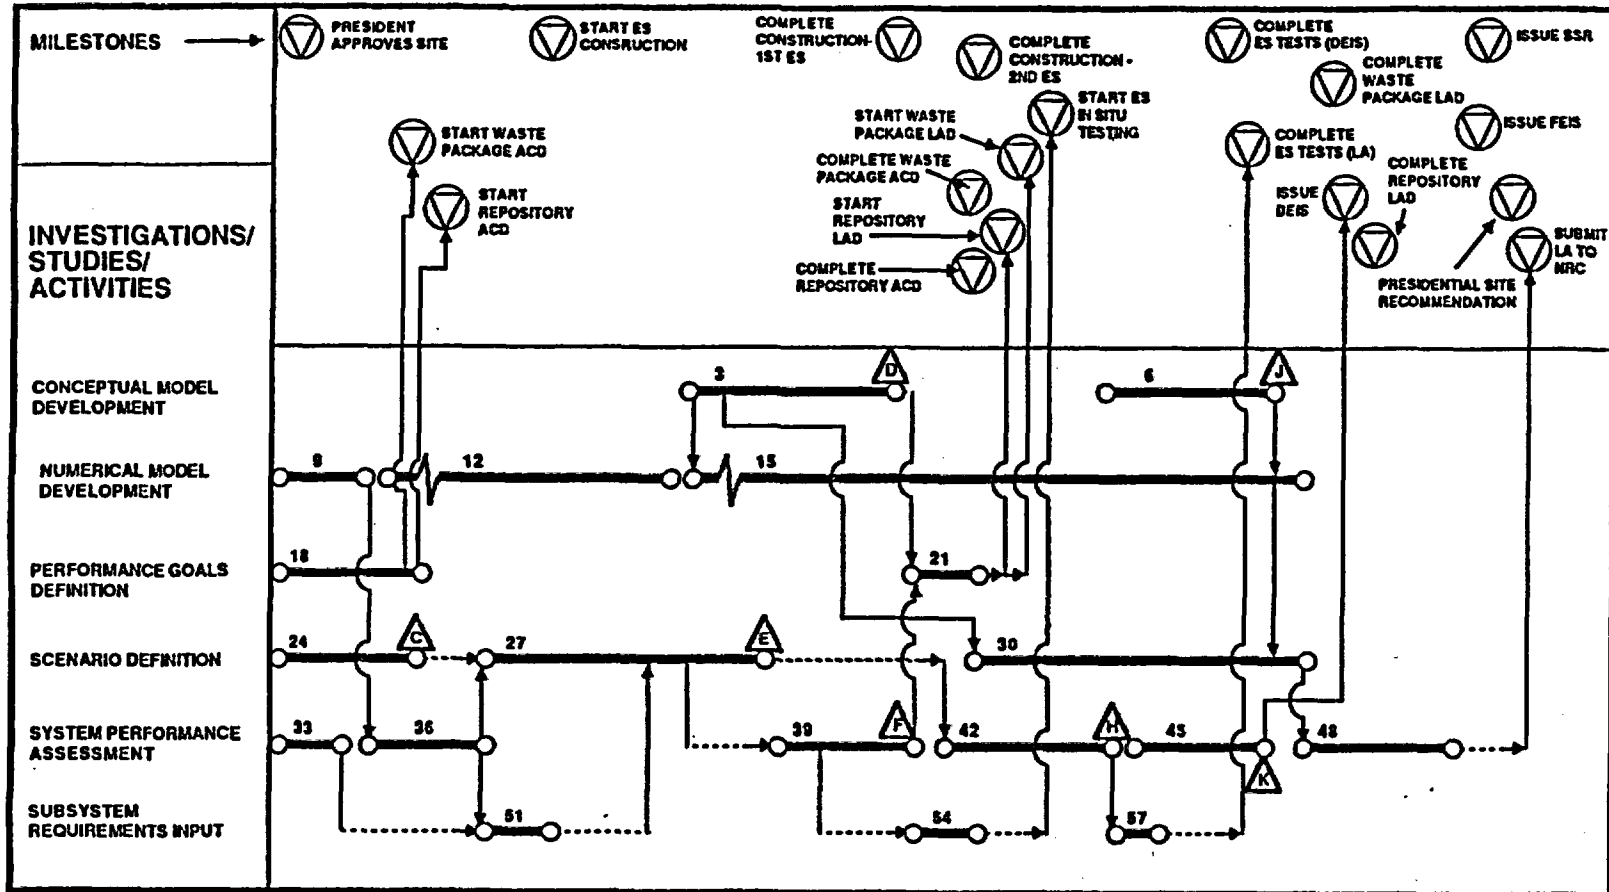 MILESTONES
PRESIDENT
APPROVES SITE
START ES
CONSRUCTION
COMPLETE
CONSTRUCTION-
1ST ES
COMPLETE
CONSTRUCTION -
2ND ES
COMPLETE
ES TESTS (DEIS)
ISSUE SSR
COMPLETE
WASTE
PACKAGE LAD
START WASTE
PACKAGE ACD
START WASTE
PACKAGE LAD
START ES
IN SITU
TESTING
COMPLETE
ES TESTS (LA)
ISSUE FEIS
START
REPOSITORY
ACD
COMPLETE WASTE
PACKAGE ACD
START
REPOSITORY
LAD
COMPLETE
REPOSITORY ACD
ISSUE
DEIS
COMPLETE
REPOSITORY
LAD
PRESIDENTIAL SITE
RECOMMENDATION
SUBMIT
LA TO
NRC
INVESTIGATIONS/
STUDIES/
ACTIVITIES
CONCEPTUAL MODEL
DEVELOPMENT
3
D
6
J
NUMERICAL MODEL
DEVELOPMENT
9
12
15
PERFORMANCE GOALS
DEFINITION
18
21
SCENARIO DEFINITION
24
C
27
E
30
SYSTEM PERFORMANCE
ASSESSMENT
33
36
39
F
42
H
45
K
48
SUBSYSTEM
REQUIREMENTS INPUT
51
54
57